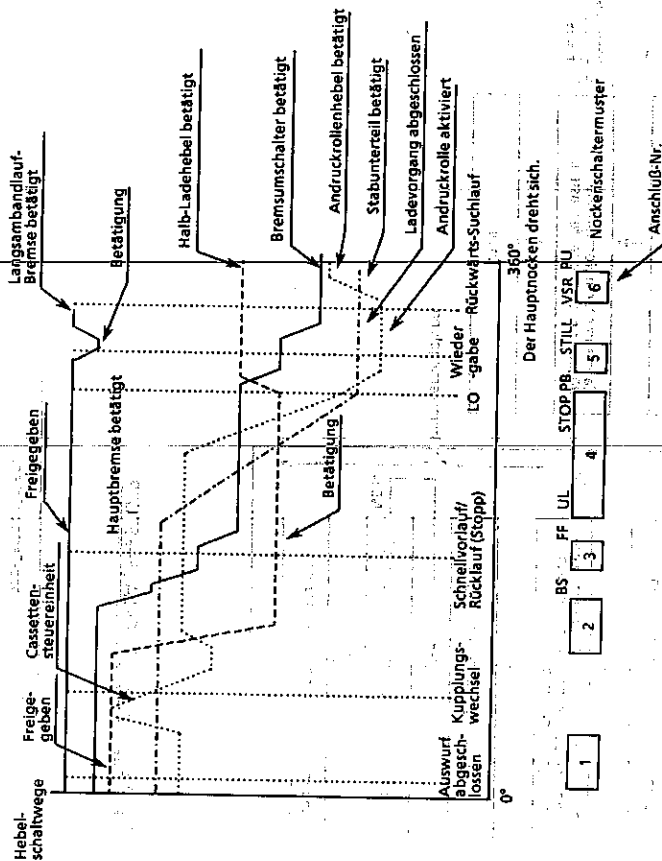 Hebel-
schaltwege
Freige-
geben
Cassetten-
steuereinheit
Freigegeben
Hauptbremse betätigt
Langsambandlauf-
Bremse betätigt
Betätigung
Halb-Ladehebel betätigt
Bremsumschalter betätigt
Andruckrollenhebel betätigt
Stabunterteil betätigt
Ladevorgang abgeschlossen
Andruckrolle aktiviert
Betätigung
Auswurf
abgesch-
lossen
Kupplungs-
wechsel
Schnellvorlauf/
Rücklauf (Stopp)
LO
Wieder
-gabe
Rückwärts-Suchlauf
0°
360°
Der Hauptnocken dreht sich.
BS
FF
UL
STOP
PB
STILL
VSR
PU
1
2
3
4
5
6
Nockenschaltermuster
Anschluß-Nr.